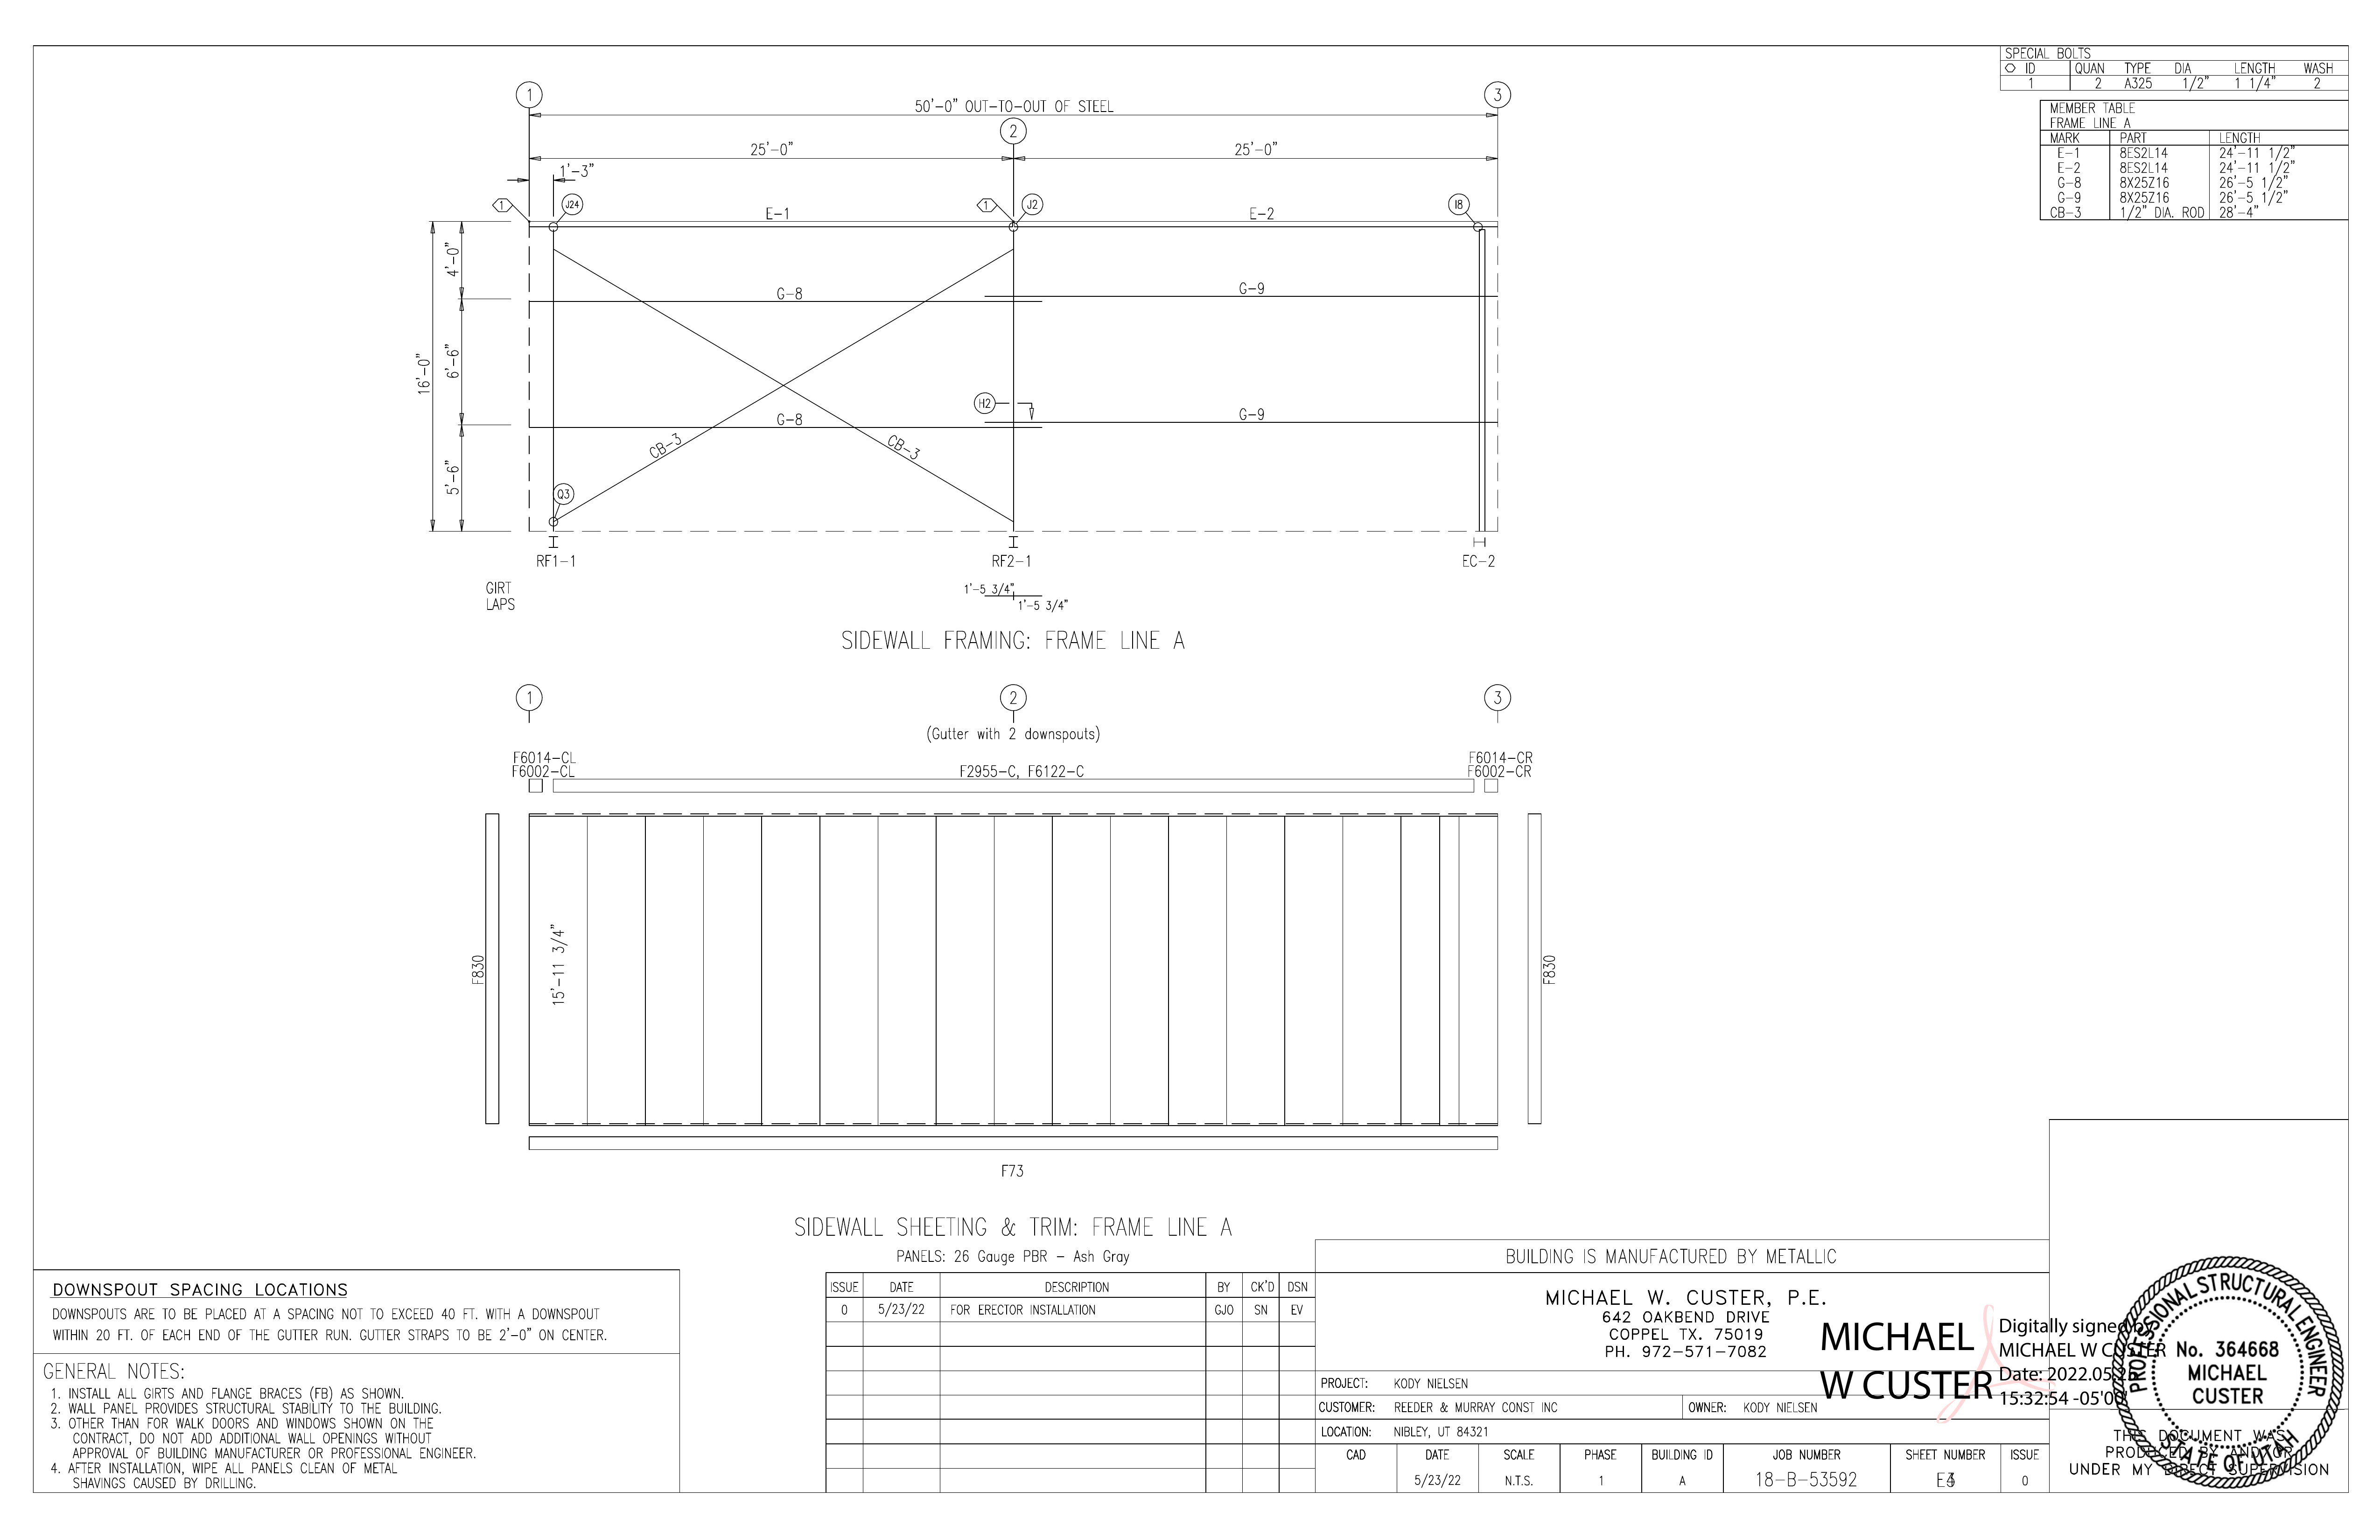 SPECIAL BOLTS
⬡ ID QUAN TYPE DIA LENGTH WASH
1 2 A325 1/2" 1 1/4" 2
MEMBER TABLE
FRAME LINE A
MARK PART LENGTH
E-1 8ES2L14 24'-11 1/2"
E-2 8ES2L14 24'-11 1/2"
G-8 8X25Z16 26'-5 1/2"
G-9 8X25Z16 26'-5 1/2"
CB-3 1/2" DIA. ROD 28'-4"
1 3
50'-0" OUT-TO-OUT OF STEEL
2
25'-0" 25'-0"
1'-3"
1 J24 1 J2 I8
E-1 E-2
4'-0"
G-8 G-9
16'-0"
6'-6"
H2
G-8 G-9
CB-3 CB-3
5'-6"
Q3
RF1-1 RF2-1 EC-2
GIRT
LAPS
1'-5 3/4"
1'-5 3/4"
SIDEWALL FRAMING: FRAME LINE A
1 2 3
(Gutter with 2 downspouts)
F6014-CL F6014-CR
F6002-CL F2955-C, F6122-C F6002-CR
F830 15'-11 3/4" F830
F73
SIDEWALL SHEETING & TRIM: FRAME LINE A
PANELS: 26 Gauge PBR - Ash Gray
DOWNSPOUT SPACING LOCATIONS
DOWNSPOUTS ARE TO BE PLACED AT A SPACING NOT TO EXCEED 40 FT. WITH A DOWNSPOUT
WITHIN 20 FT. OF EACH END OF THE GUTTER RUN. GUTTER STRAPS TO BE 2'-0" ON CENTER.
GENERAL NOTES:
1. INSTALL ALL GIRTS AND FLANGE BRACES (FB) AS SHOWN.
2. WALL PANEL PROVIDES STRUCTURAL STABILITY TO THE BUILDING.
3. OTHER THAN FOR WALK DOORS AND WINDOWS SHOWN ON THE
CONTRACT, DO NOT ADD ADDITIONAL WALL OPENINGS WITHOUT
APPROVAL OF BUILDING MANUFACTURER OR PROFESSIONAL ENGINEER.
4. AFTER INSTALLATION, WIPE ALL PANELS CLEAN OF METAL
SHAVINGS CAUSED BY DRILLING.
ISSUE DATE DESCRIPTION BY CK'D DSN
0 5/23/22 FOR ERECTOR INSTALLATION GJO SN EV
BUILDING IS MANUFACTURED BY METALLIC
MICHAEL W. CUSTER, P.E.
642 OAKBEND DRIVE
COPPEL TX. 75019
PH. 972-571-7082
MICHAEL
W CUSTER
Digitally signed by
MICHAEL W CUSTER
Date: 2022.05
15:32:54 -05'00'
PROJECT: KODY NIELSEN
CUSTOMER: REEDER & MURRAY CONST INC OWNER: KODY NIELSEN
LOCATION: NIBLEY, UT 84321
CAD DATE SCALE PHASE BUILDING ID JOB NUMBER SHEET NUMBER ISSUE
5/23/22 N.T.S. 1 A 18-B-53592 0
PROFESSIONAL STRUCTURAL ENGINEER
No. 364668
MICHAEL
CUSTER
STATE OF UTAH
THIS DOCUMENT WAS
PRODUCED BY AND/OR
UNDER MY DIRECT SUPERVISION